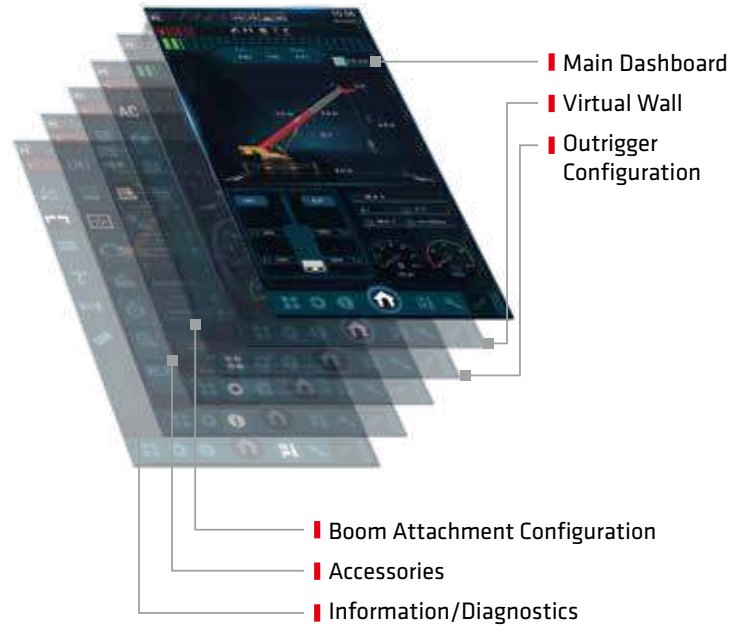 Main Dashboard
Virtual Wall
Outrigger
Configuration
AC
Boom Attachment Configuration
Accessories
Information/Diagnostics